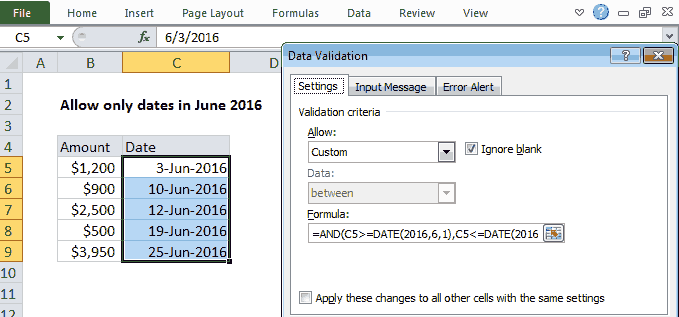 File Home Insert Page Layout Formulas Data Review View
C5 fx 6/3/2016
A B C D
1
2 Allow only dates in June 2016
3
4 Amount Date
5 $1,200 3-Jun-2016
6 $900 10-Jun-2016
7 $2,500 12-Jun-2016
8 $500 19-Jun-2016
9 $3,950 25-Jun-2016
10
11
12
Data Validation
Settings Input Message Error Alert
Validation criteria
Allow:
Custom Ignore blank
Data:
between
Formula:
=AND(C5>=DATE(2016,6,1),C5<=DATE(2016
Apply these changes to all other cells with the same settings